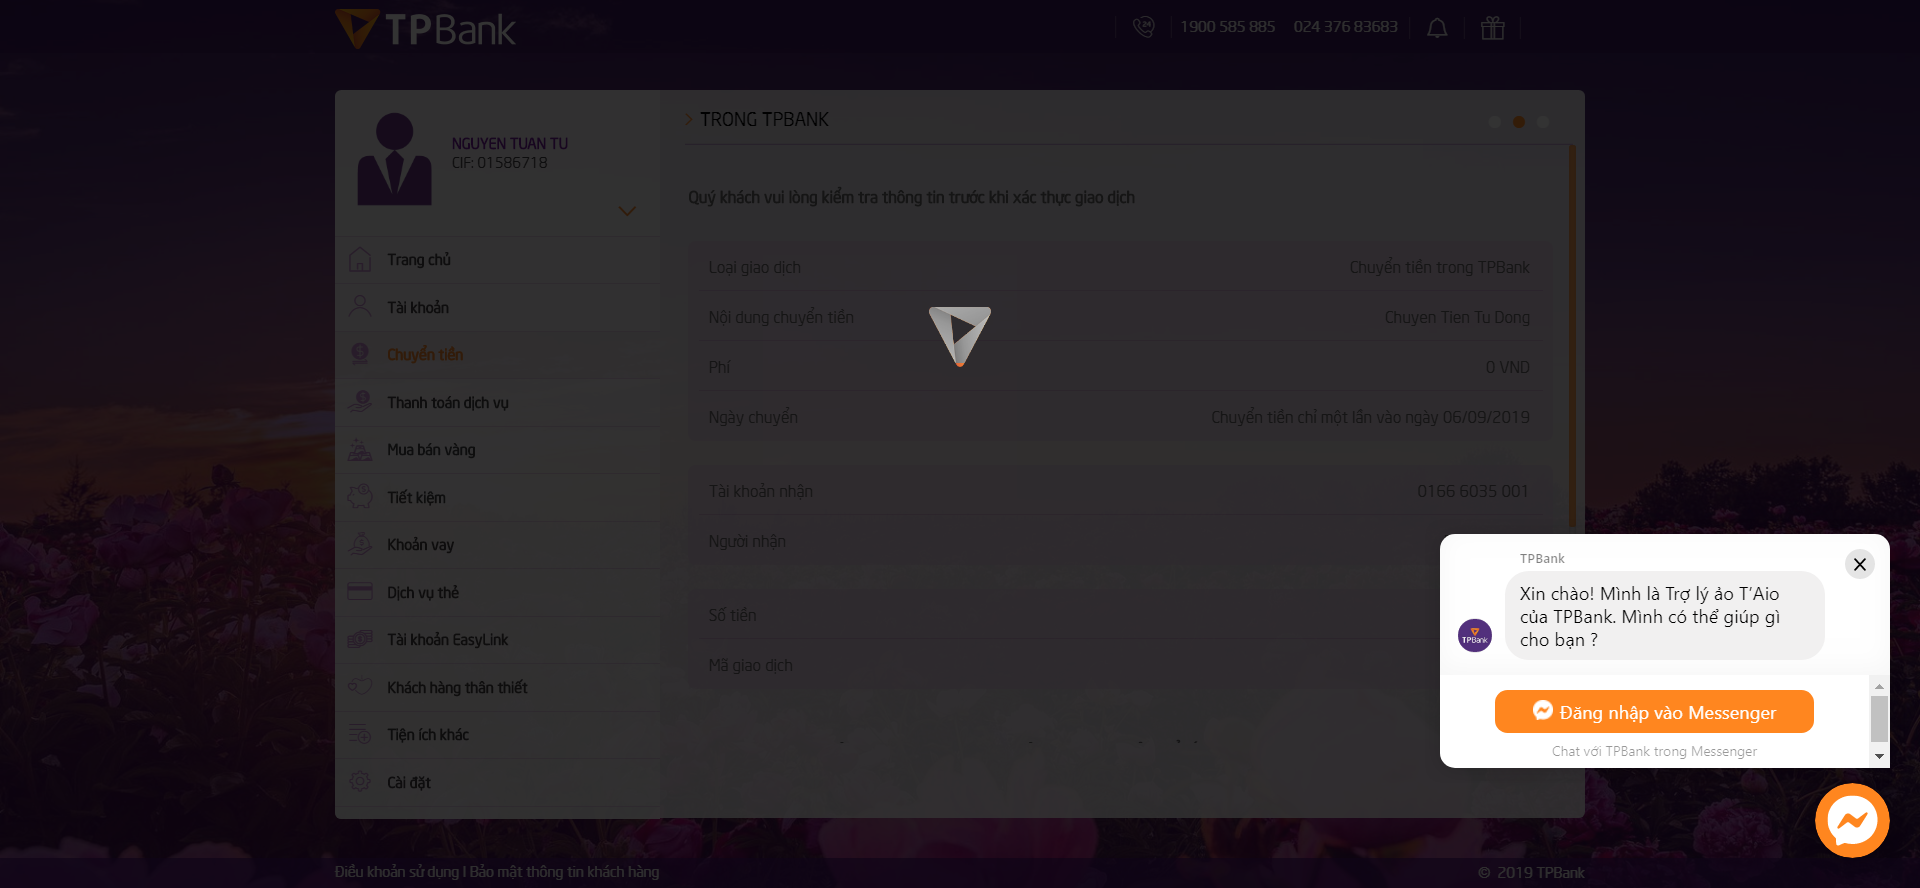 TPBank
24
1900 585 885
024 376 83683
NGUYEN TUAN TU
CIF: 01586718
Trang chủ
Tài khoản
Chuyển tiền
Thanh toán dịch vụ
Mua bán vàng
Tiết kiệm
Khoản vay
Dịch vụ thẻ
Tài khoản EasyLink
Khách hàng thân thiết
Tiện ích khác
Cài đặt
TRONG TPBANK
Quý khách vui lòng kiểm tra thông tin trước khi xác thực giao dịch
Loại giao dịch Chuyển tiền trong TPBank
Nội dung chuyển tiền Chuyen Tien Tu Dong
Phí 0 VND
Ngày chuyển Chuyển tiền chỉ một lần vào ngày 06/09/2019
Tài khoản nhận 0166 6035 001
Người nhận
Số tiền
Mã giao dịch
TPBank
Xin chào! Mình là Trợ lý ảo T'Aio
của TPBank. Mình có thể giúp gì
cho bạn ?
TPBank
Đăng nhập vào Messenger
Chat với TPBank trong Messenger
Điều khoản sử dụng I Bảo mật thông tin khách hàng
© 2019 TPBank